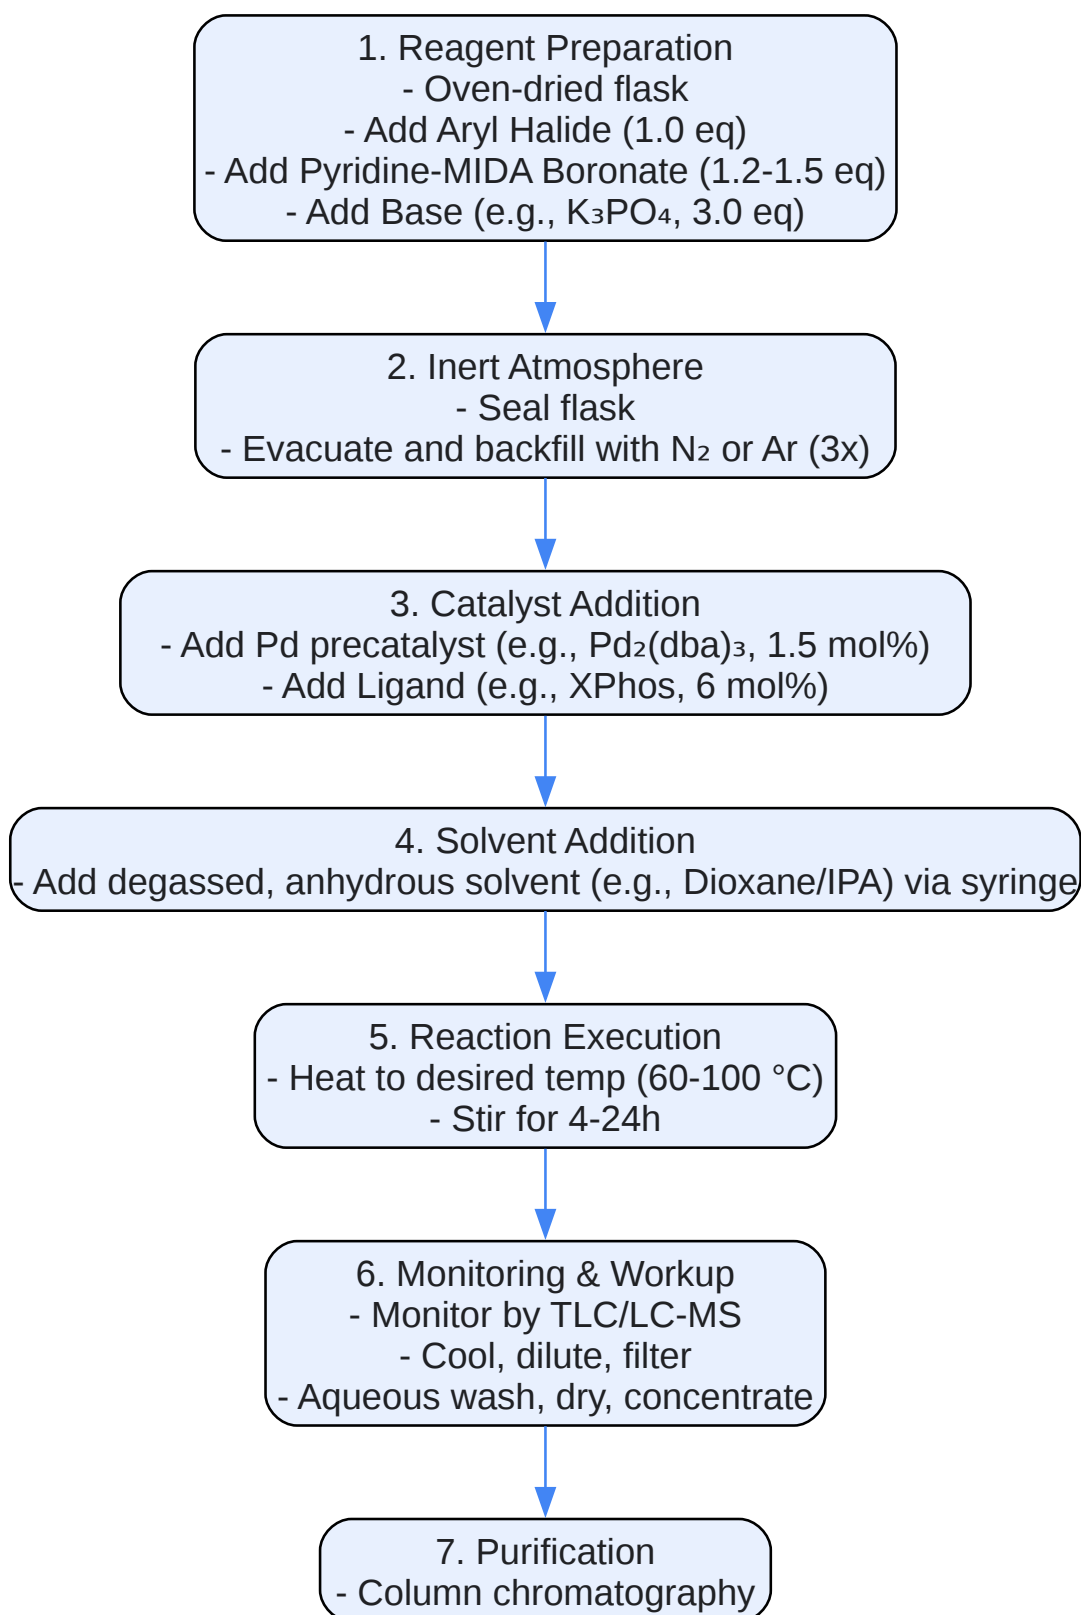 1. Reagent Preparation
- Oven-dried flask
- Add Aryl Halide (1.0 eq)
- Add Pyridine-MIDA Boronate (1.2-1.5 eq)
- Add Base (e.g., K₃PO₄, 3.0 eq)
2. Inert Atmosphere
- Seal flask
- Evacuate and backfill with N₂ or Ar (3x)
3. Catalyst Addition
- Add Pd precatalyst (e.g., Pd₂(dba)₃, 1.5 mol%)
- Add Ligand (e.g., XPhos, 6 mol%)
4. Solvent Addition
- Add degassed, anhydrous solvent (e.g., Dioxane/IPA) via syringe
5. Reaction Execution
- Heat to desired temp (60-100 °C)
- Stir for 4-24h
6. Monitoring & Workup
- Monitor by TLC/LC-MS
- Cool, dilute, filter
- Aqueous wash, dry, concentrate
7. Purification
- Column chromatography